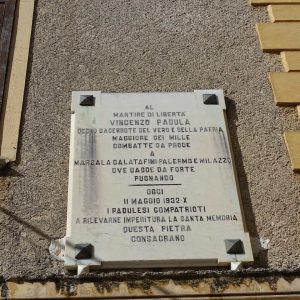 AL
MARTIRE DI LIBERTÀ
VINCENZO PADULA
DEGNO SACERDOTE DEL VERO E DELLA PATRIA
MAGGIORE DEI MILLE
COMBATTE DA PRODE
A
MARSALA CALATAFINI PALERMO E MILAZZO
OVE CADDE DA FORTE
PUGNANDO
OGGI
11 MAGGIO 1932-X
I PADULESI COMPATRIOTI
A RILEVARNE IMPERITURA LA SANTA MEMORIA
QUESTA PIETRA
CONSACRANO